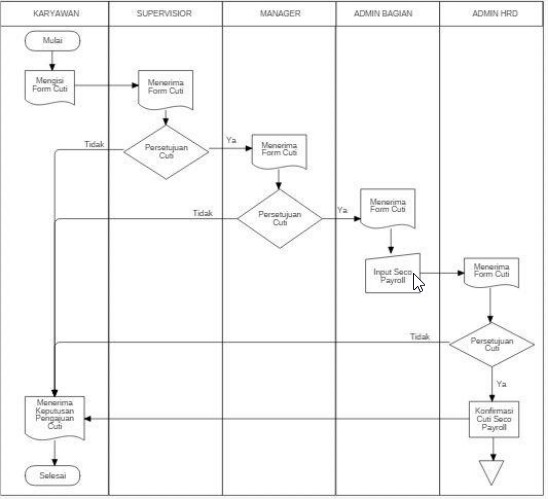 KARYAWAN
SUPERVISIOR
MANAGER
ADMIN BAGIAN
ADMIN HRD
Mulai
Mengisi
Form Cuti
Menerima
Form Cuti
Persetujuan
Cuti
Ya
Tidak
Menerima
Form Cuti
Persetujuan
Cuti
Ya
Tidak
Menerima
Form Cuti
Input Seco
Payroll
Menerima
Form Cuti
Persetujuan
Cuti
Tidak
Ya
Konfirmasi
Cuti Seco
Payroll
Menerima
Keputusan
Pengajuan
Cuti
Selesai